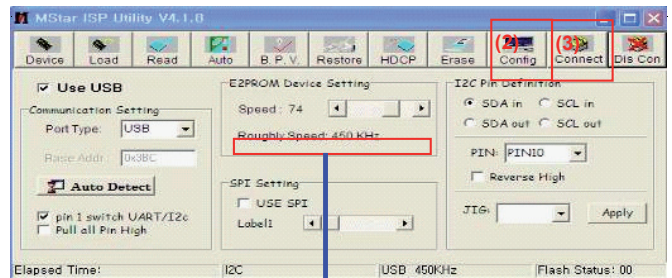 MStar ISP Utility V4.1.8
Device Load Read Auto B. P. V. Restore HDCP Erase (2) Config (3) Connect Dis Con
Use USB
Communication Setting
Port Type: USB
Base Addr. 0x3BC
Auto Detect
pin 1 switch UART/I2c
Pull all Pin High
E2PROM Device Setting
Speed: 74
Roughly Speed: 450 KHz
SPI Setting
USE SPI
Label1
I2C Pin Definition
SDA in SCL in
SDA out SCL out
PIN: PIN10
Reverse High
JIG: Apply
Elapsed Time: I2C USB 450KHz Flash Status: 00